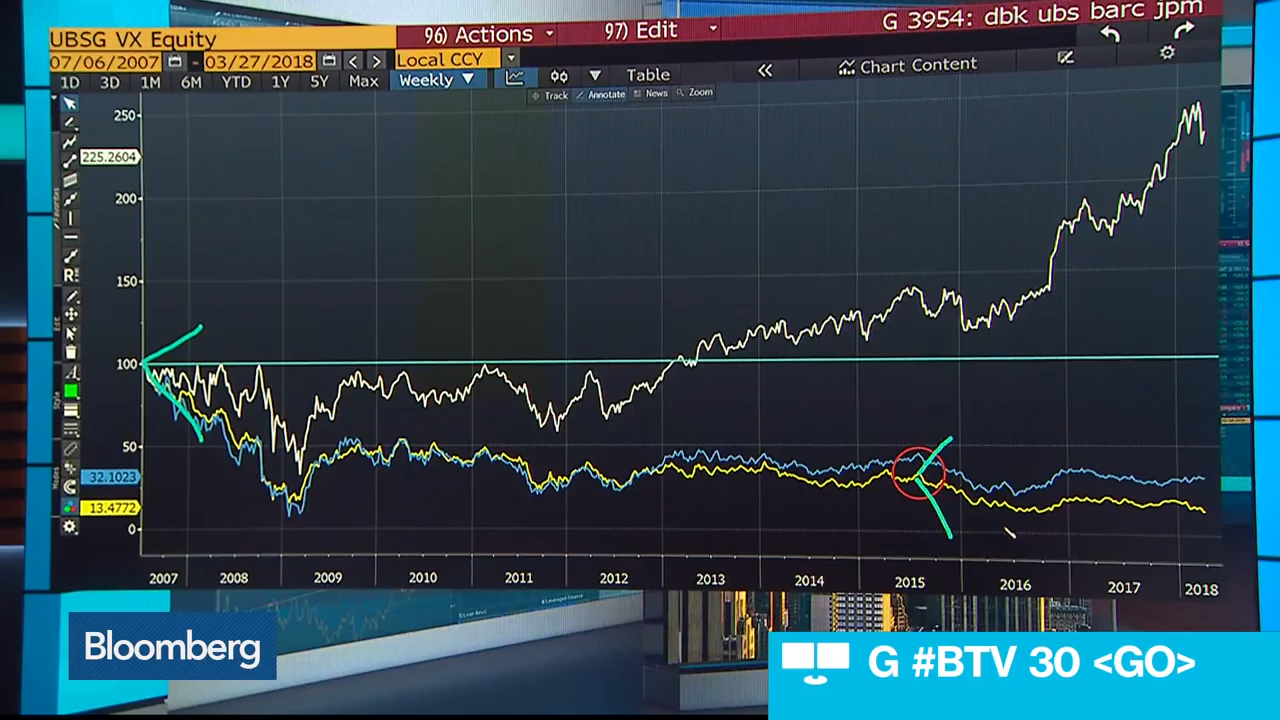 G 3954: dbk ubs barc jpm
UBSG VX Equity
96) Actions
97) Edit
07/06/2007 - 03/27/2018
Local CCY
1D 3D 1M 6M YTD 1Y 5Y Max
Weekly
Table
Chart Content
Track
Annotate
News
Zoom
250
225.2604
200
150
100
50
32.1023
13.4772
0
2007 2008 2009 2010 2011 2012 2013 2014 2015 2016 2017 2018
Bloomberg
G #BTV 30 <GO>